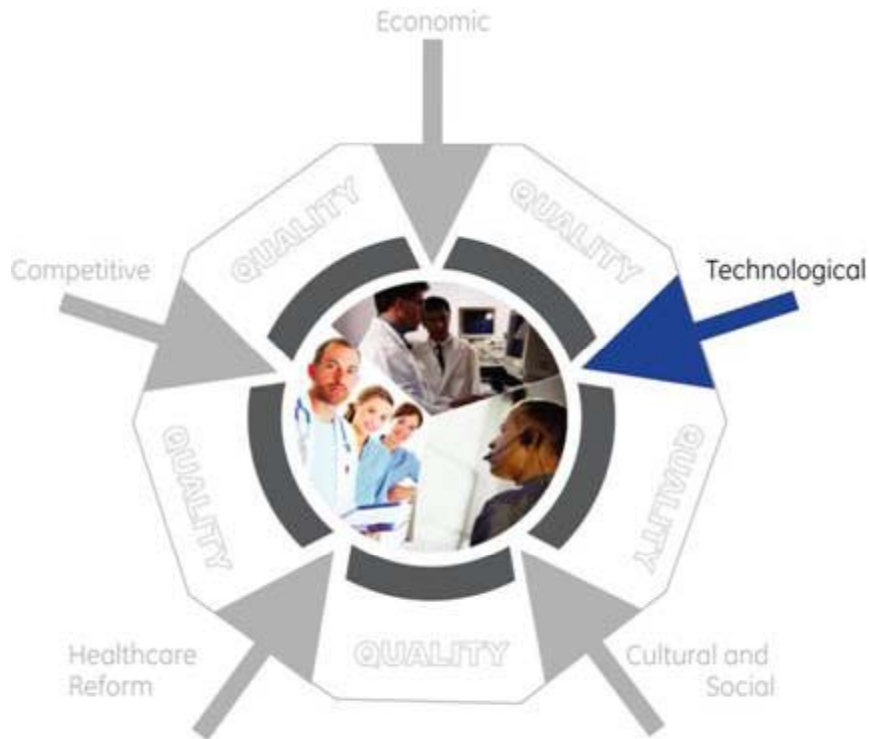 Economic
QUALITY
QUALITY
Competitive
Technological
QUALITY
QUALITY
Healthcare
Reform
QUALITY
Cultural and
Social